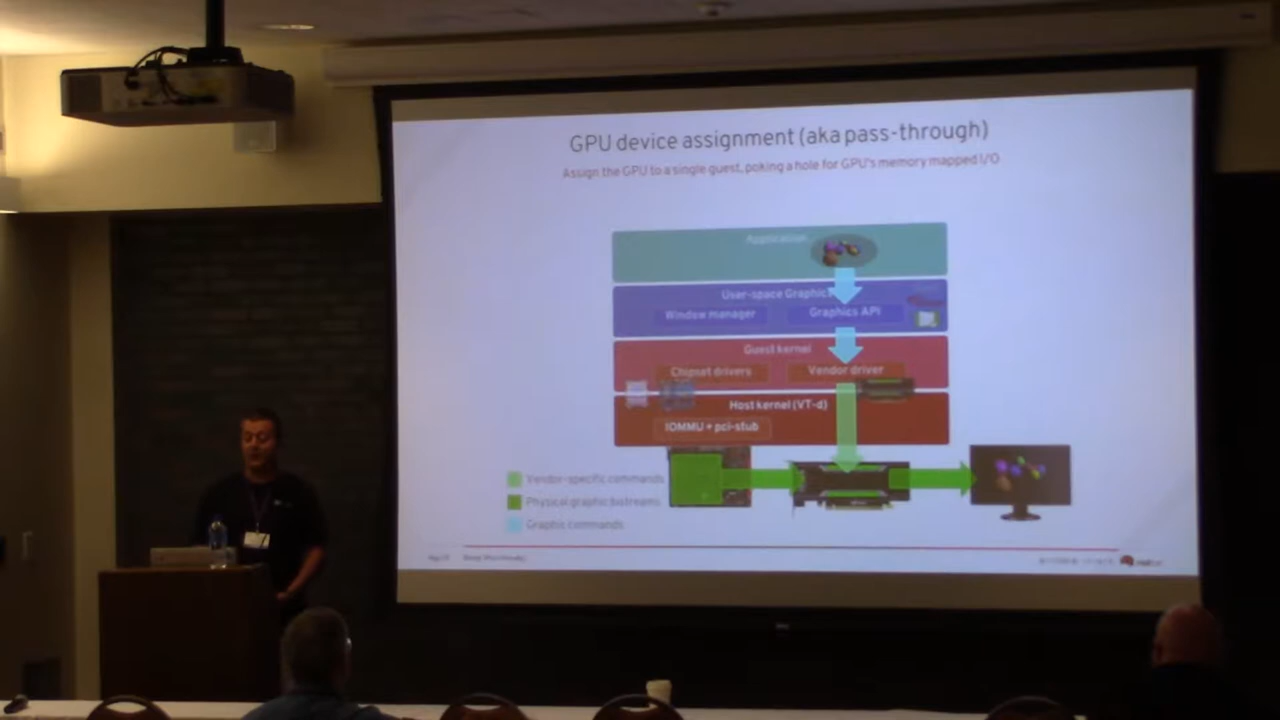 GPU device assignment (aka pass-through)
Assign the GPU to a single guest, poking a hole for GPU's memory mapped I/O
Application
User-space Graphics
Window manager
Graphics API
Guest kernel
Chipset drivers
Vendor driver
Host kernel (VT-d)
IOMMU + pci-stub
Vendor-specific commands
Physical graphic bistreams
Graphic commands